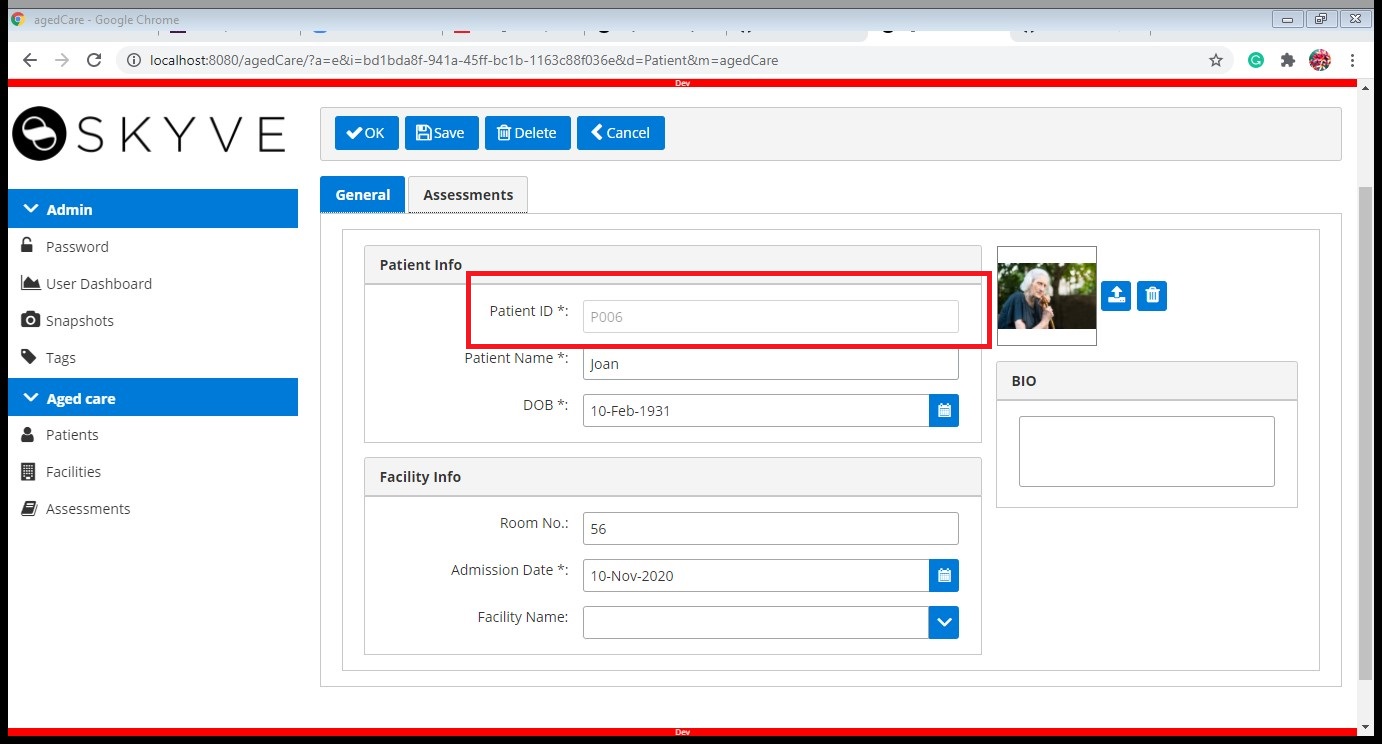 agedCare - Google Chrome
localhost:8080/agedCare/?a=e&i=bd1bda8f-941a-45ff-bc1b-1163c88f036e&d=Patient&m=agedCare
Dev
SKYVE
OK Save Delete Cancel
General Assessments
Admin
Password
User Dashboard
Snapshots
Tags
Aged care
Patients
Facilities
Assessments
Patient Info
Patient ID *: P006
Patient Name *: Joan
DOB *: 10-Feb-1931
BIO
Facility Info
Room No.: 56
Admission Date *: 10-Nov-2020
Facility Name:
Dev